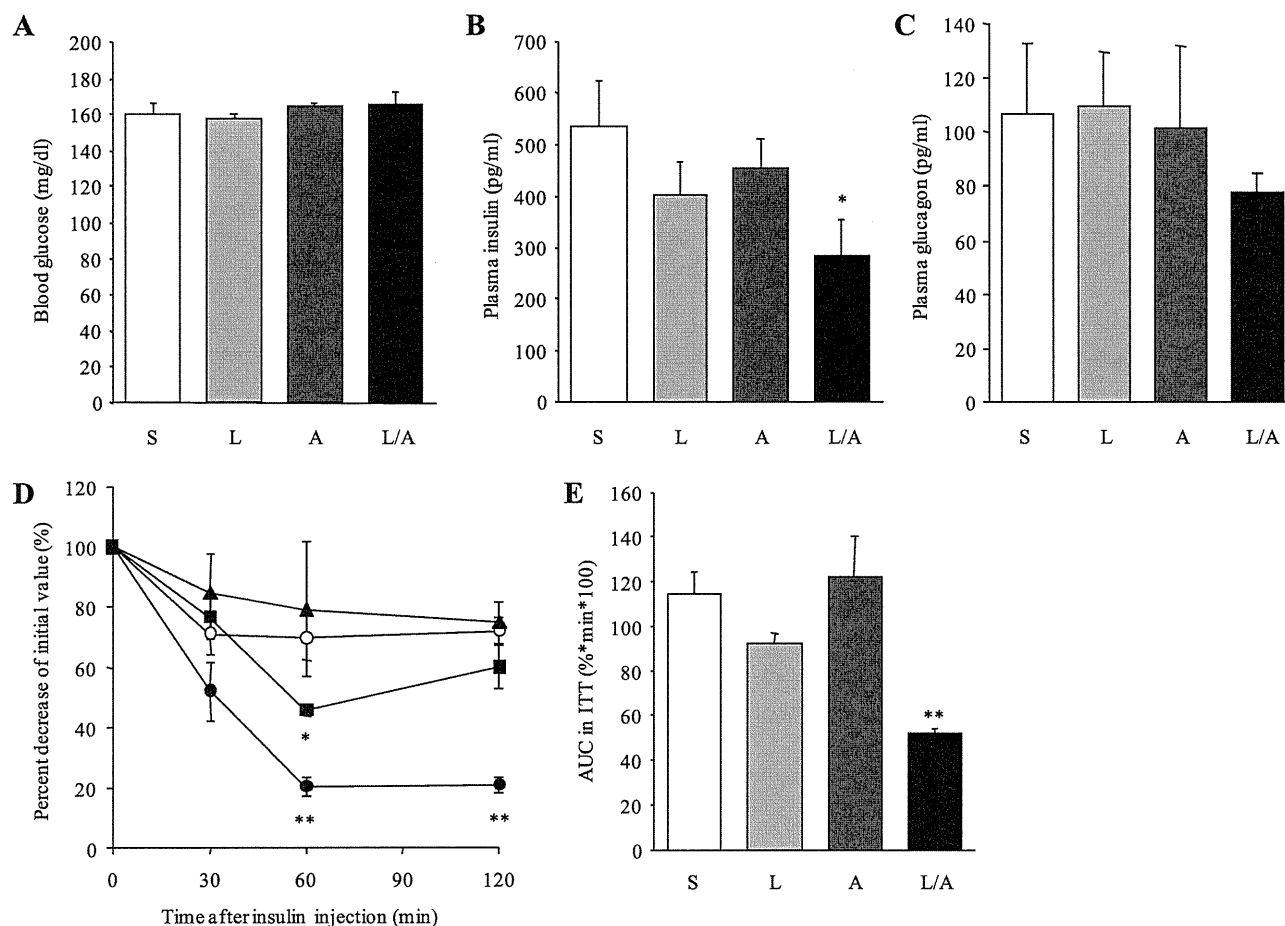 A
200
180
160
140
120
100
80
60
40
20
0
Blood glucose (mg/dl)
S L A L/A
B
700
600
500
400
300
200
100
0
Plasma insulin (pg/ml)
*
S L A L/A
C
140
120
100
80
60
40
20
0
Plasma glucagon (pg/ml)
S L A L/A
D
120
100
80
60
40
20
0
Percent decrease of initial value (%)
*
** **
0 30 60 90 120
Time after insulin injection (min)
E
160
140
120
100
80
60
40
20
0
AUC in ITT (%*min*100)
**
S L A L/A